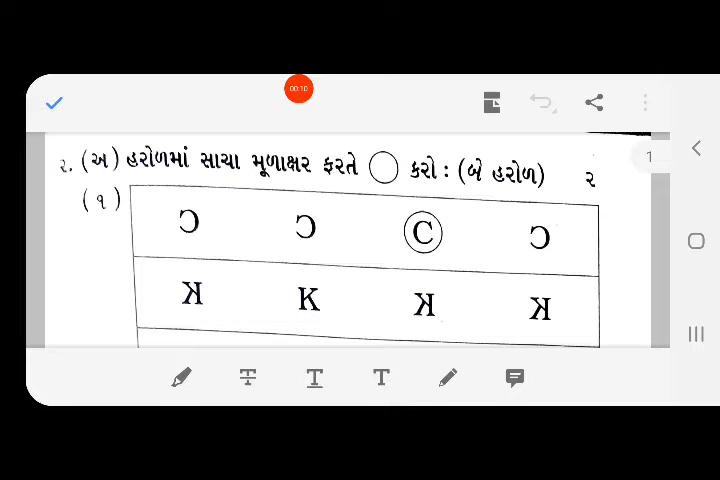 00:10
1
૨. (અ) હરોળમાં સાચા મૂળાક્ષર ફરતે ◯ કરો : (બે હરોળ) ૨
(૧)
Ɔ Ɔ C Ɔ
ꓘ K ꓘ ꓘ
T T T